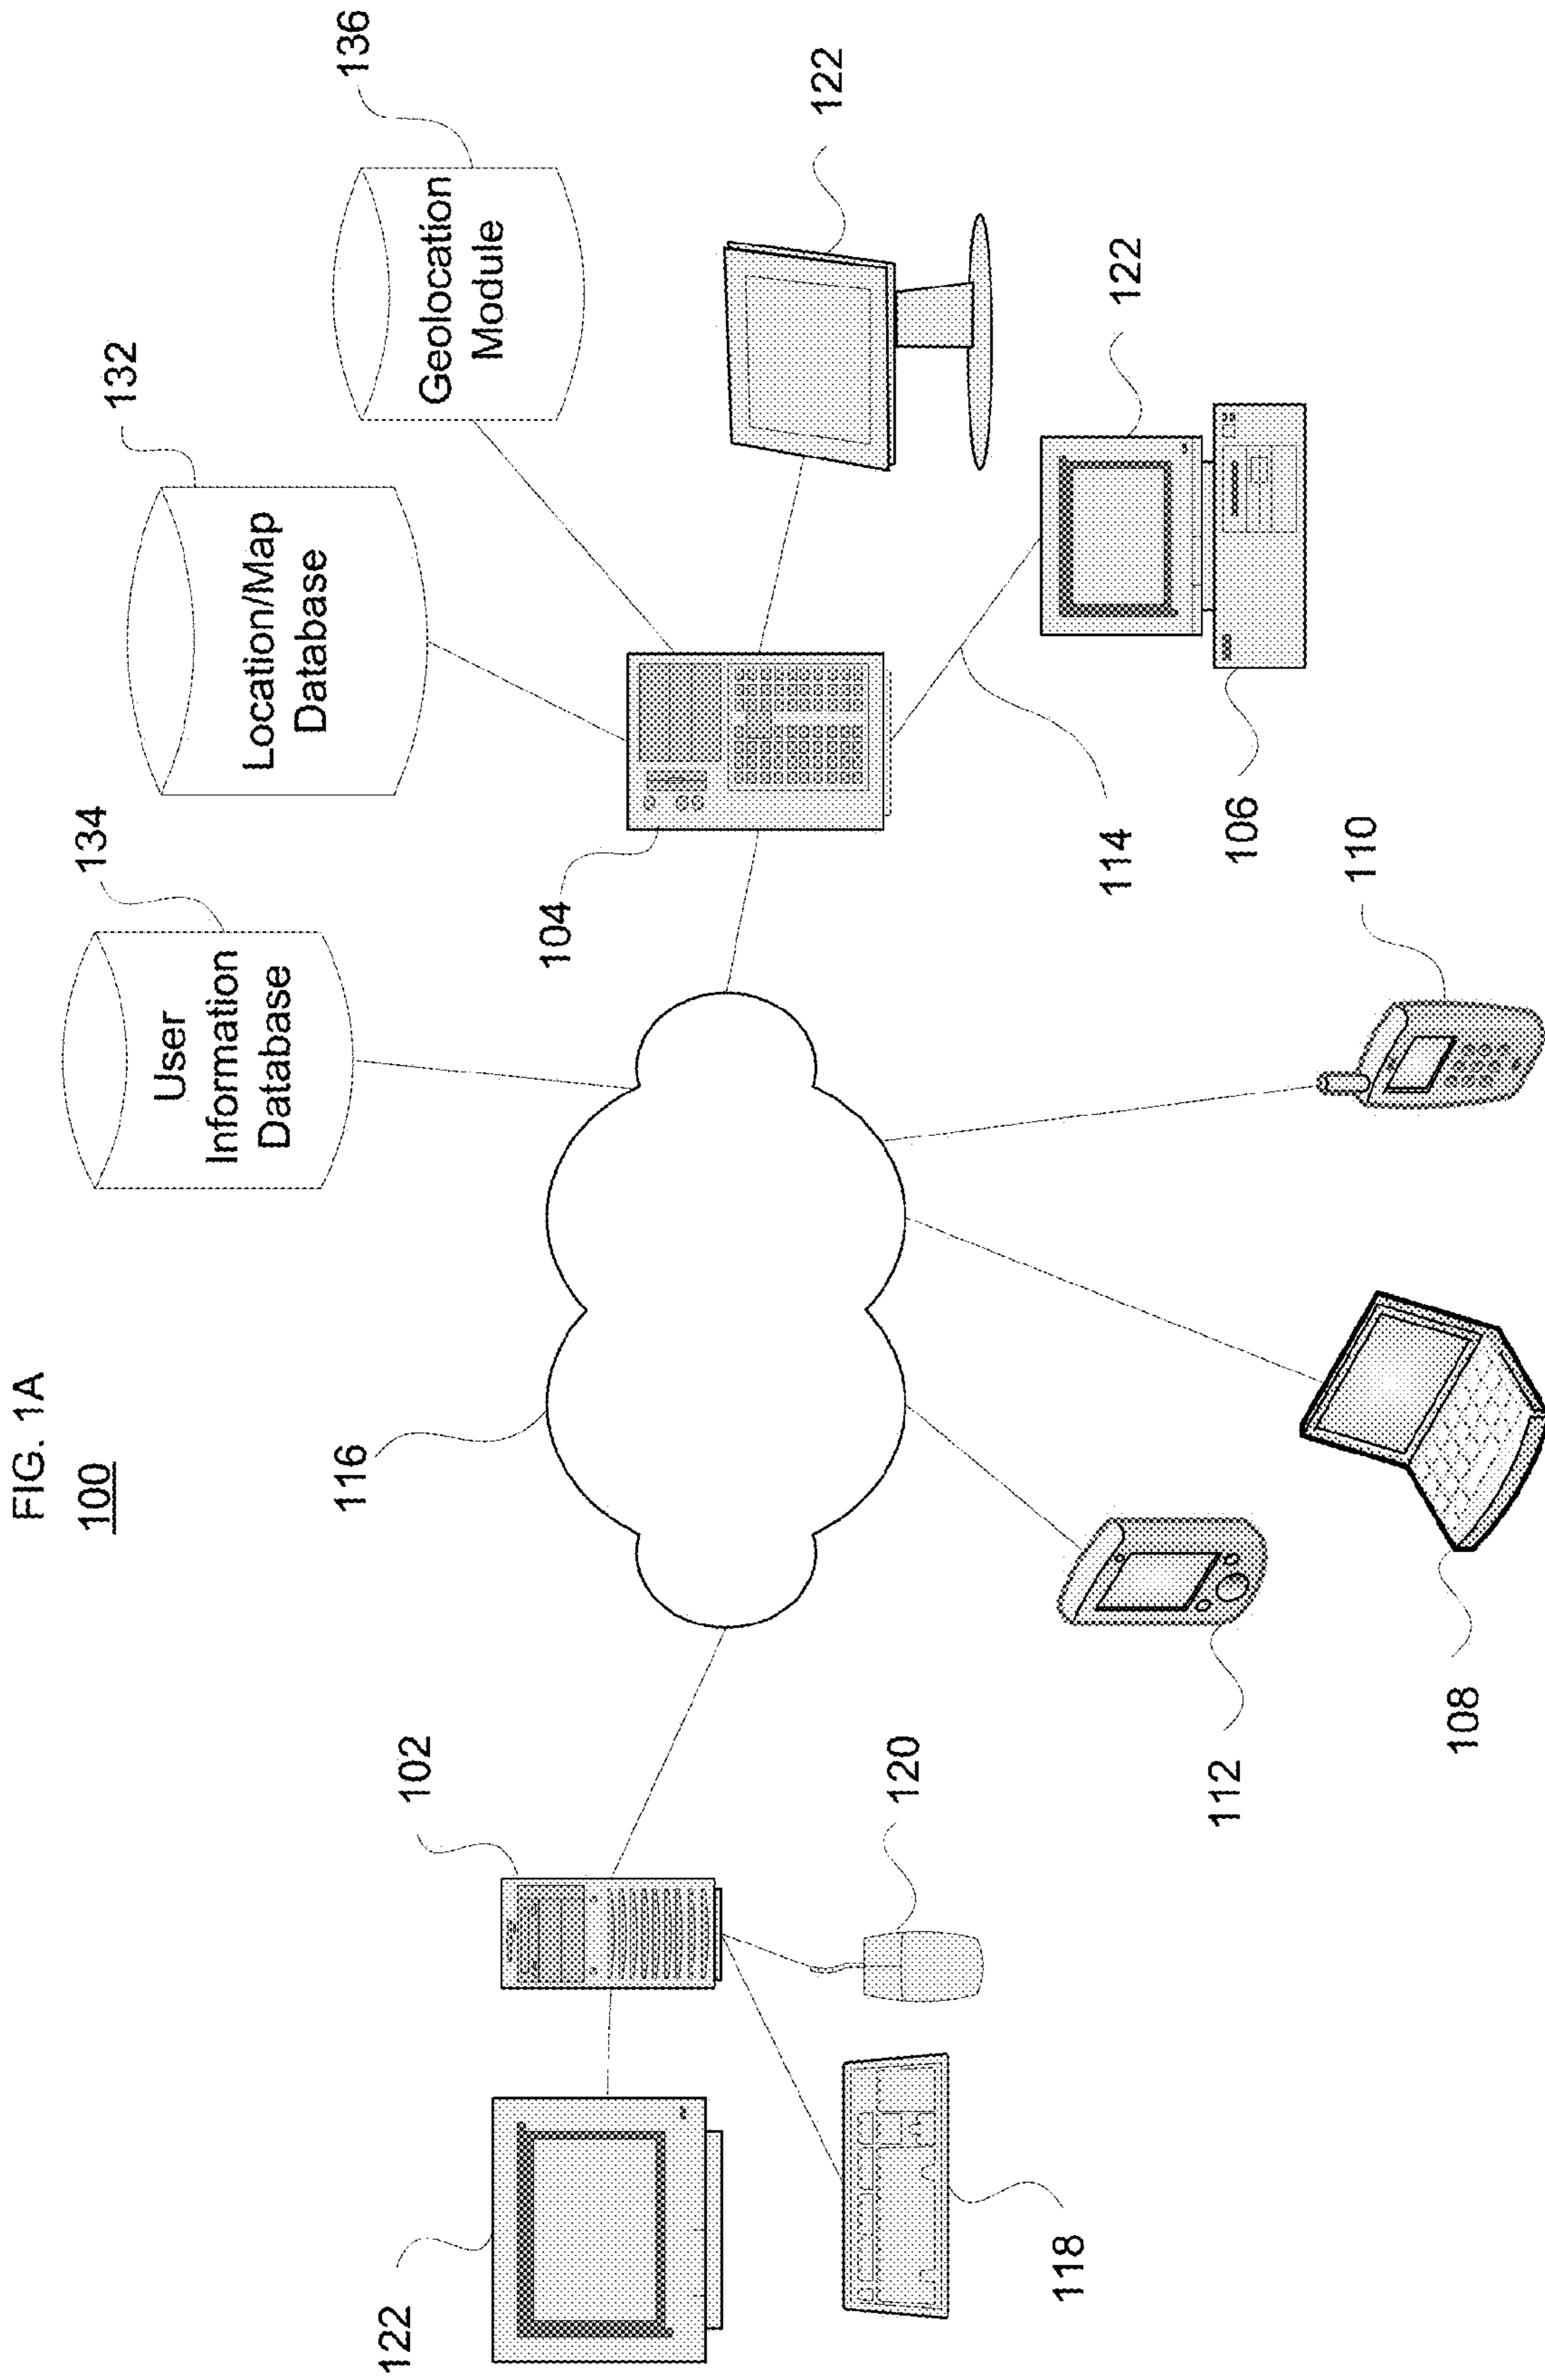 FIG. 1A
100
134
User
Information
Database
132
Location/Map
Database
136
Geolocation
Module
122
116
104
122
102
114
106
122
120
110
118
112
108